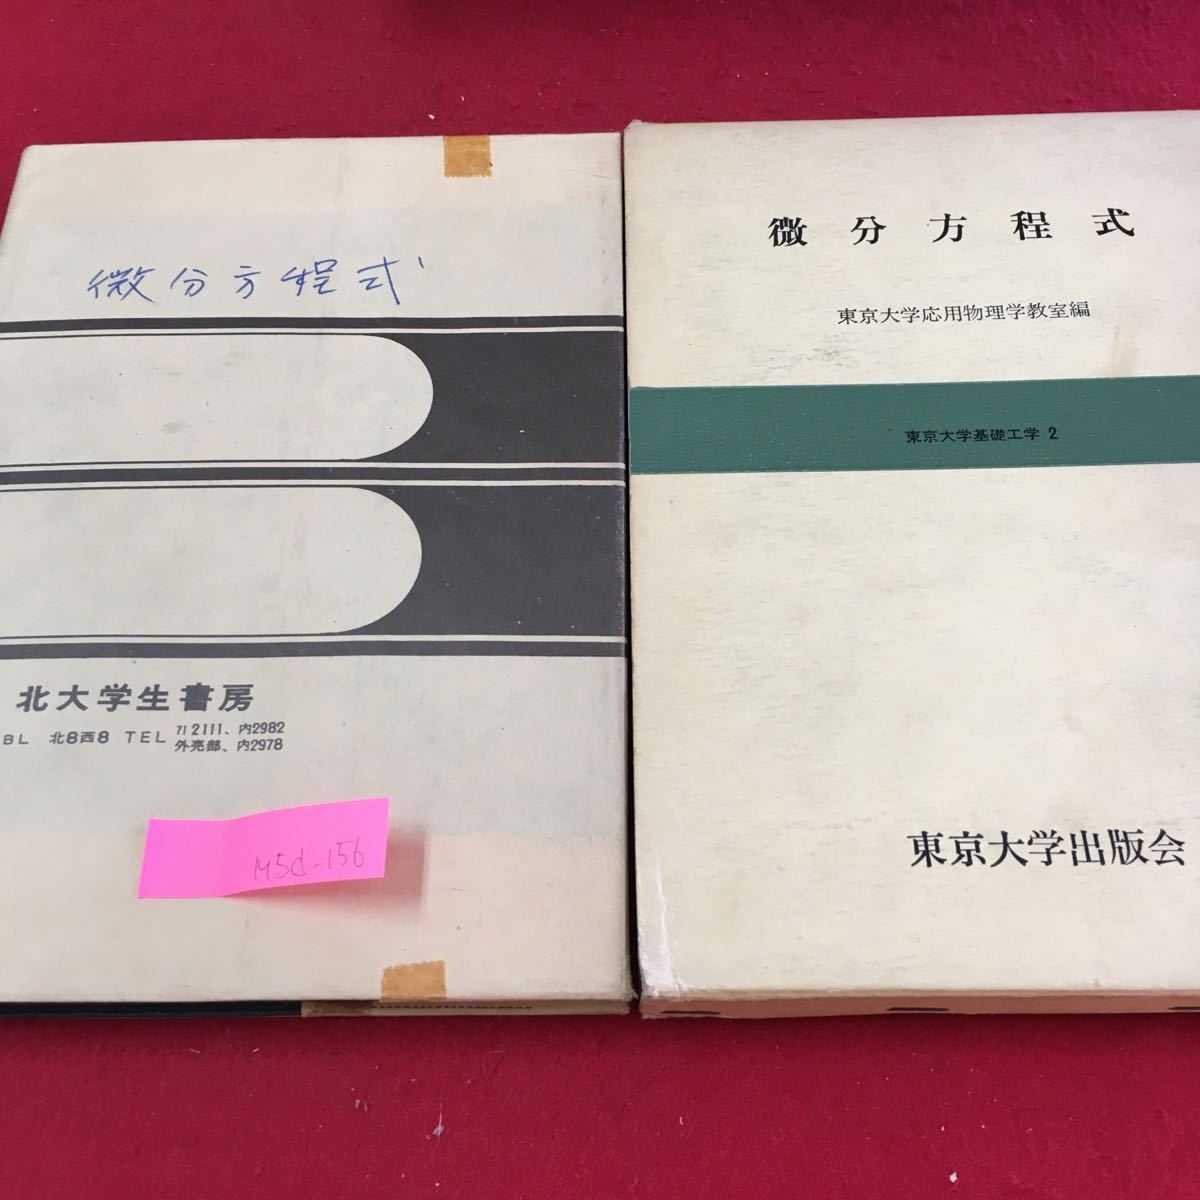 微分方程式
北大学生書房
BL 北8西8 TEL 71 2111、内2982
外売部、内2978
M5d-156
微分方程式
東京大学応用物理学教室編
東京大学基礎工学 2
東京大学出版会